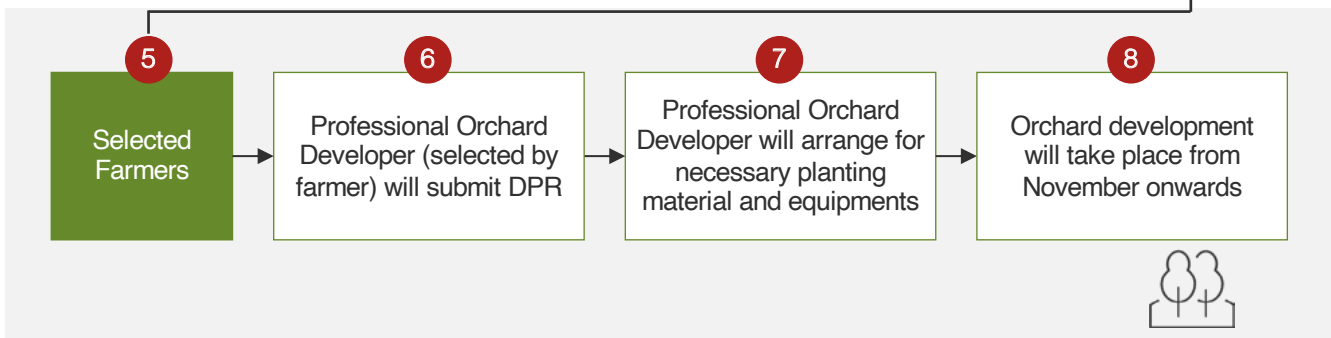 5
Selected
Farmers
6
Professional Orchard
Developer (selected by
farmer) will submit DPR
7
Professional Orchard
Developer will arrange for
necessary planting
material and equipments
8
Orchard development
will take place from
November onwards